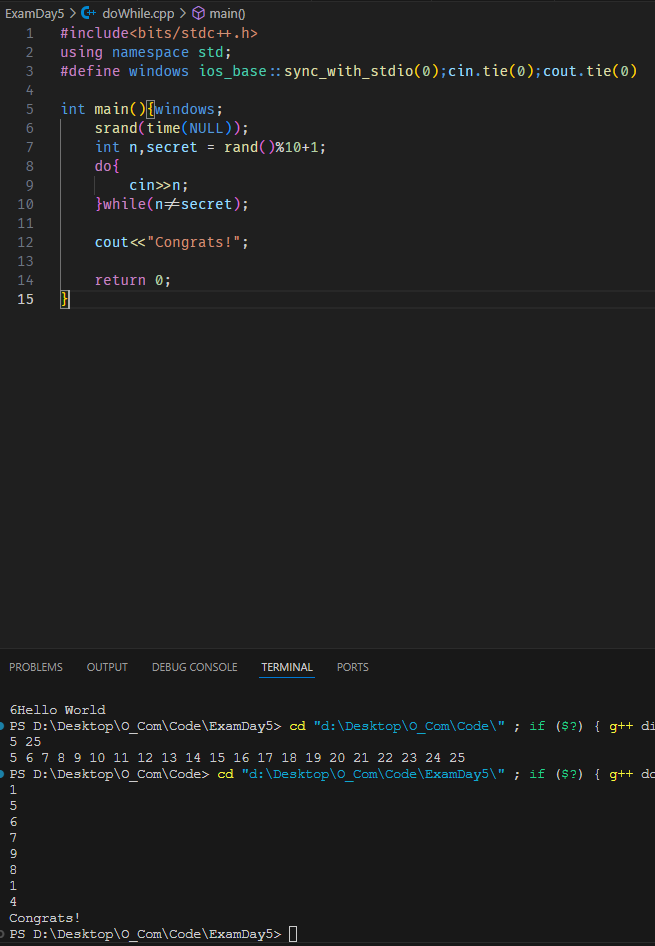 ExamDay5 > C++ doWhile.cpp > main()
1 #include<bits/stdc++.h>
2 using namespace std;
3 #define windows ios_base::sync_with_stdio(0);cin.tie(0);cout.tie(0)
4
5 int main(){windows;
6 srand(time(NULL));
7 int n,secret = rand()%10+1;
8 do{
9 cin>>n;
10 }while(n!=secret);
11
12 cout<<"Congrats!";
13
14 return 0;
15 }
PROBLEMS OUTPUT DEBUG CONSOLE TERMINAL PORTS
6Hello World
PS D:\Desktop\O_Com\Code\ExamDay5> cd "d:\Desktop\O_Com\Code\" ; if ($?) { g++ di
5 25
5 6 7 8 9 10 11 12 13 14 15 16 17 18 19 20 21 22 23 24 25
PS D:\Desktop\O_Com\Code> cd "d:\Desktop\O_Com\Code\ExamDay5\" ; if ($?) { g++ do
1
5
6
7
9
8
1
4
Congrats!
PS D:\Desktop\O_Com\Code\ExamDay5>